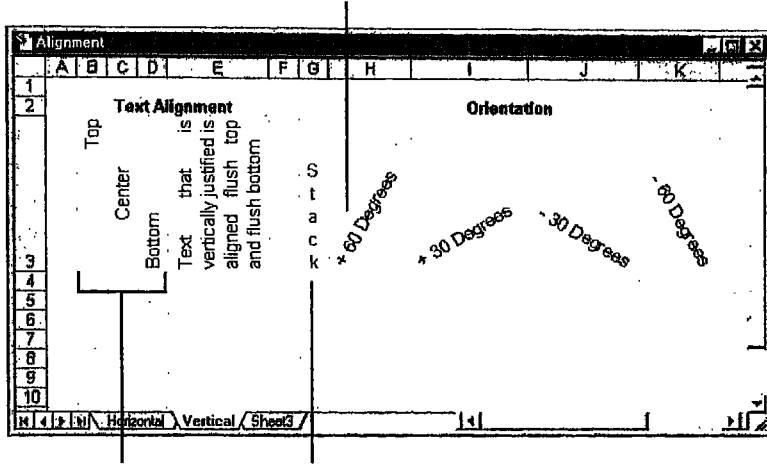 Alignment
A B C D E F G H I J K
1
2 Text Alignment Orientation
Top
Center
Bottom
Text that is
vertically justified is
aligned flush top
and flush bottom
Stack
+ 60 Degrees
+ 30 Degrees
- 30 Degrees
- 60 Degrees
3
4
5
6
7
8
9
10
Horizontal Vertical Sheet3